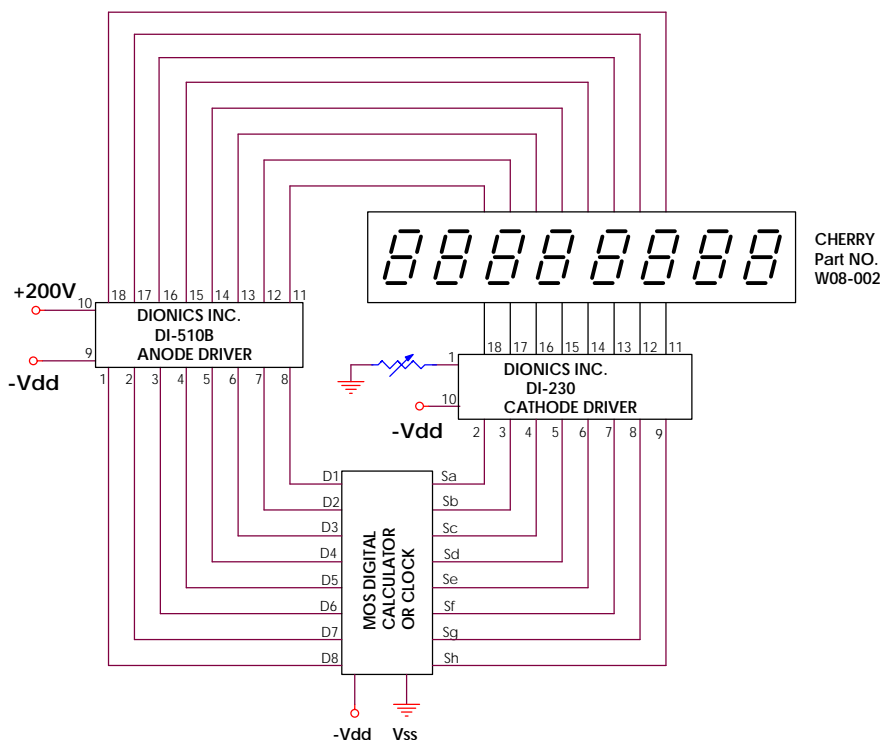 CHERRY
Part NO.
W08-002
+200V
10
18 17 16 15 14 13 12 11
DIONICS INC.
DI-510B
ANODE DRIVER
9
-Vdd
1 2 3 4 5 6 7 8
18 17 16 15 14 13 12 11
1
DIONICS INC.
DI-230
CATHODE DRIVER
10
-Vdd
2 3 4 5 6 7 8 9
D1 Sa
D2 Sb
D3 Sc
D4 Sd
D5 Se
D6 Sf
D7 Sg
D8 Sh
MOS DIGITAL
CALCULATOR
OR CLOCK
-Vdd Vss
88888888